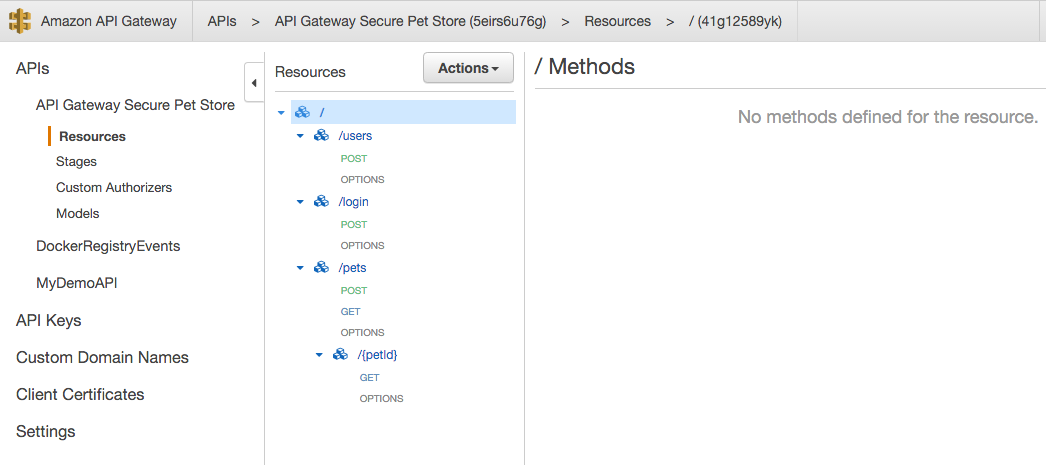 Amazon API Gateway APIs > API Gateway Secure Pet Store (5eirs6u76g) > Resources > / (41g12589yk)
APIs
API Gateway Secure Pet Store
Resources
Stages
Custom Authorizers
Models
DockerRegistryEvents
MyDemoAPI
API Keys
Custom Domain Names
Client Certificates
Settings
Resources
Actions
/
/users
POST
OPTIONS
/login
POST
OPTIONS
/pets
POST
GET
OPTIONS
/{petId}
GET
OPTIONS
/ Methods
No methods defined for the resource.